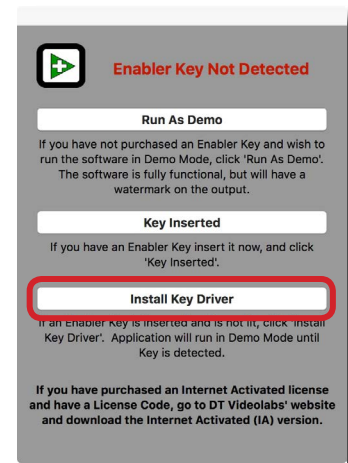 Enabler Key Not Detected
Run As Demo
If you have not purchased an Enabler Key and wish to
run the software in Demo Mode, click 'Run As Demo'.
The software is fully functional, but will have a
watermark on the output.
Key Inserted
If you have an Enabler Key insert it now, and click
'Key Inserted'.
Install Key Driver
If an Enabler Key is inserted and is not lit, click 'Install
Key Driver'. Application will run in Demo Mode until
Key is detected.
If you have purchased an Internet Activated license
and have a License Code, go to DT Videolabs' website
and download the Internet Activated (IA) version.